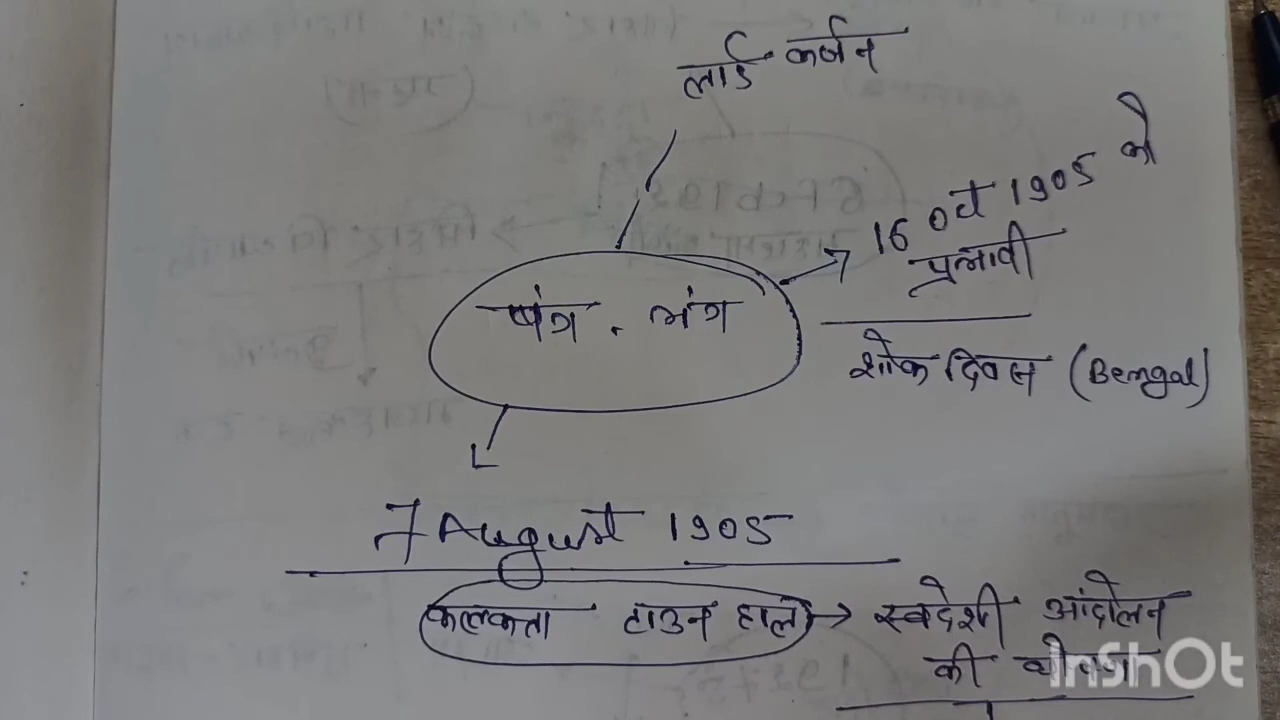 लार्ड कर्जन
16 oct 1905 को
प्रभावी
बंग . भंग
शोक दिवस (Bengal)
7 August 1905
कलकत्ता टाउन हाल → स्वदेशी आंदोलन
की
InShOt